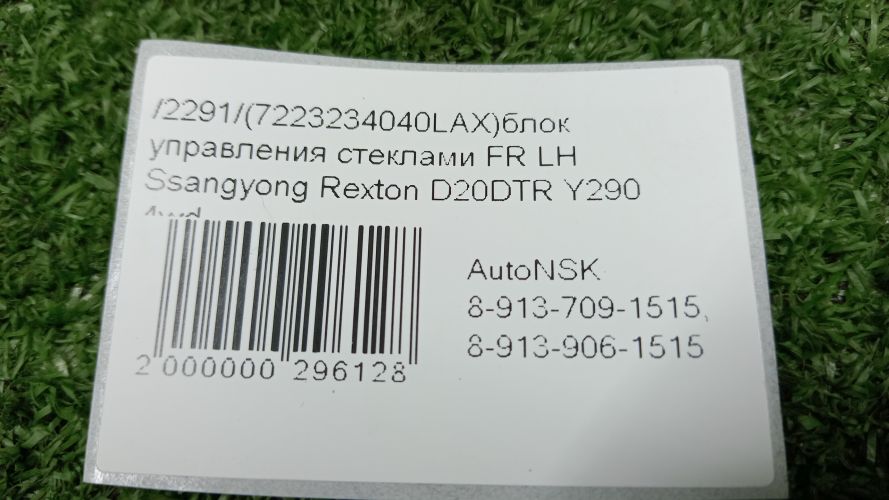 /2291/(7223234040LAX)блок
управления стеклами FR LH
Ssangyong Rexton D20DTR Y290
AutoNSK
8-913-709-1515,
8-913-906-1515
2 000000 296128